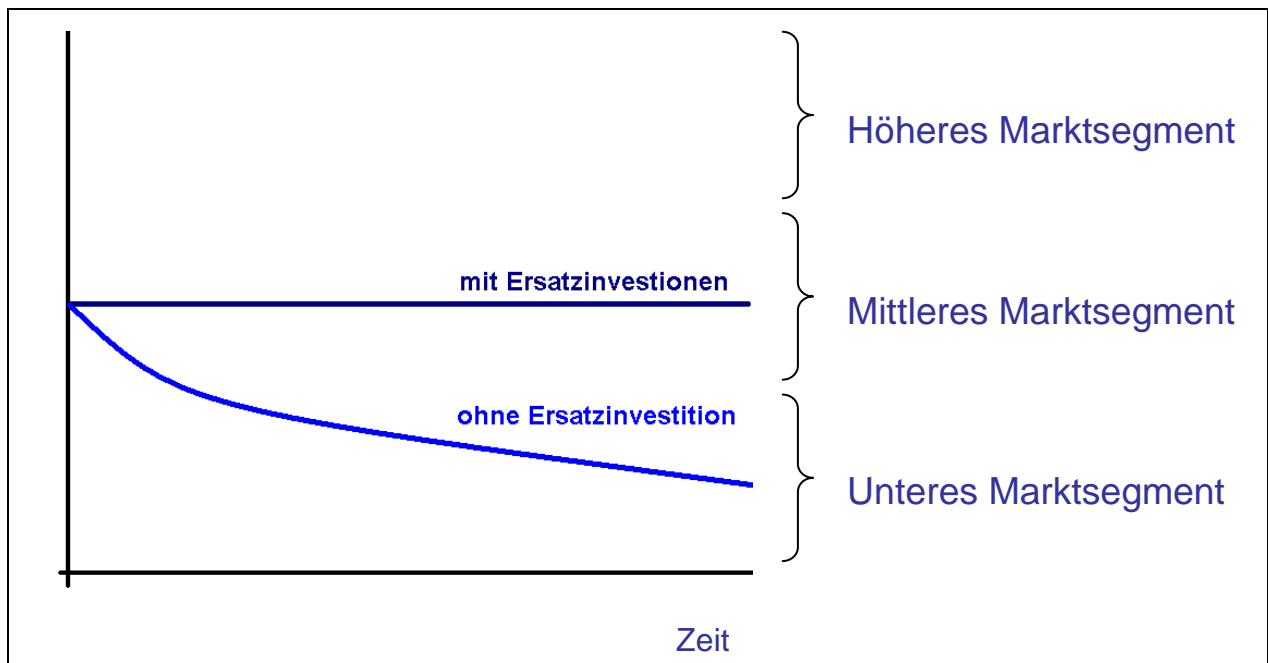 Höheres Marktsegment
mit Ersatzinvestionen
Mittleres Marktsegment
ohne Ersatzinvestition
Unteres Marktsegment
Zeit